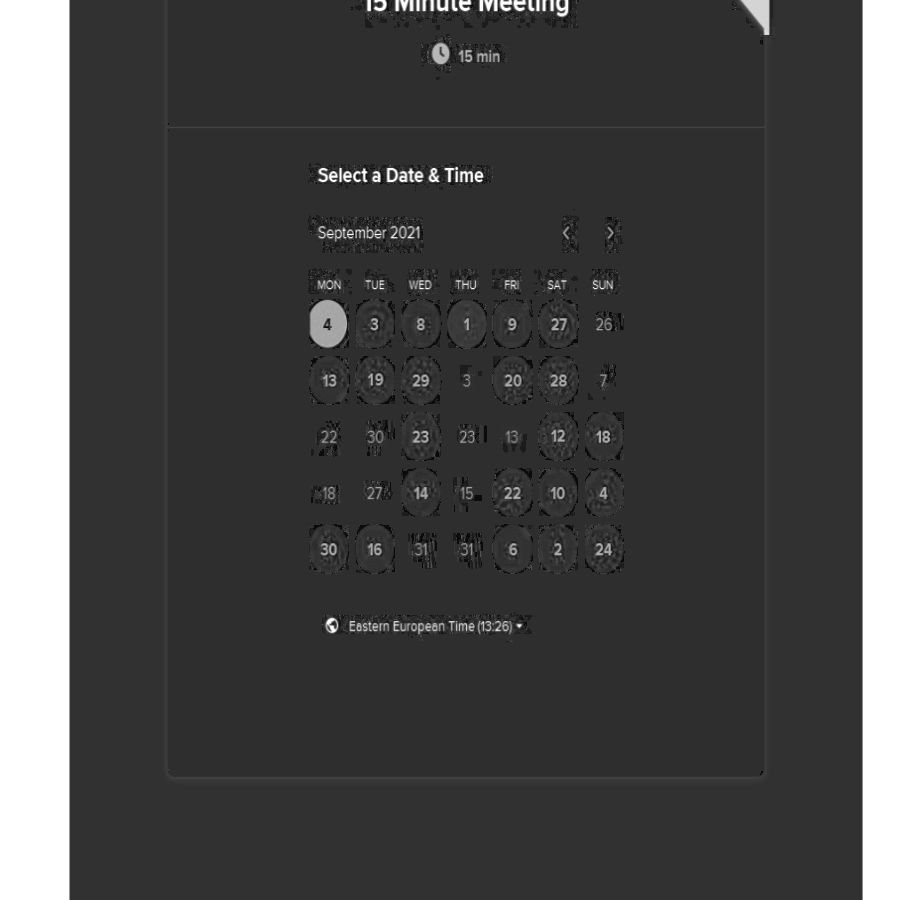 15 Minute Meeting
15 min
Select a Date & Time
September 2021
MON TUE WED THU FRI SAT SUN
4 3 8 1 9 27 26
13 19 29 3 20 28 7
22 30 23 23 13 12 18
18 27 14 15 22 10 4
30 16 31 31 6 2 24
Eastern European Time (13:26)